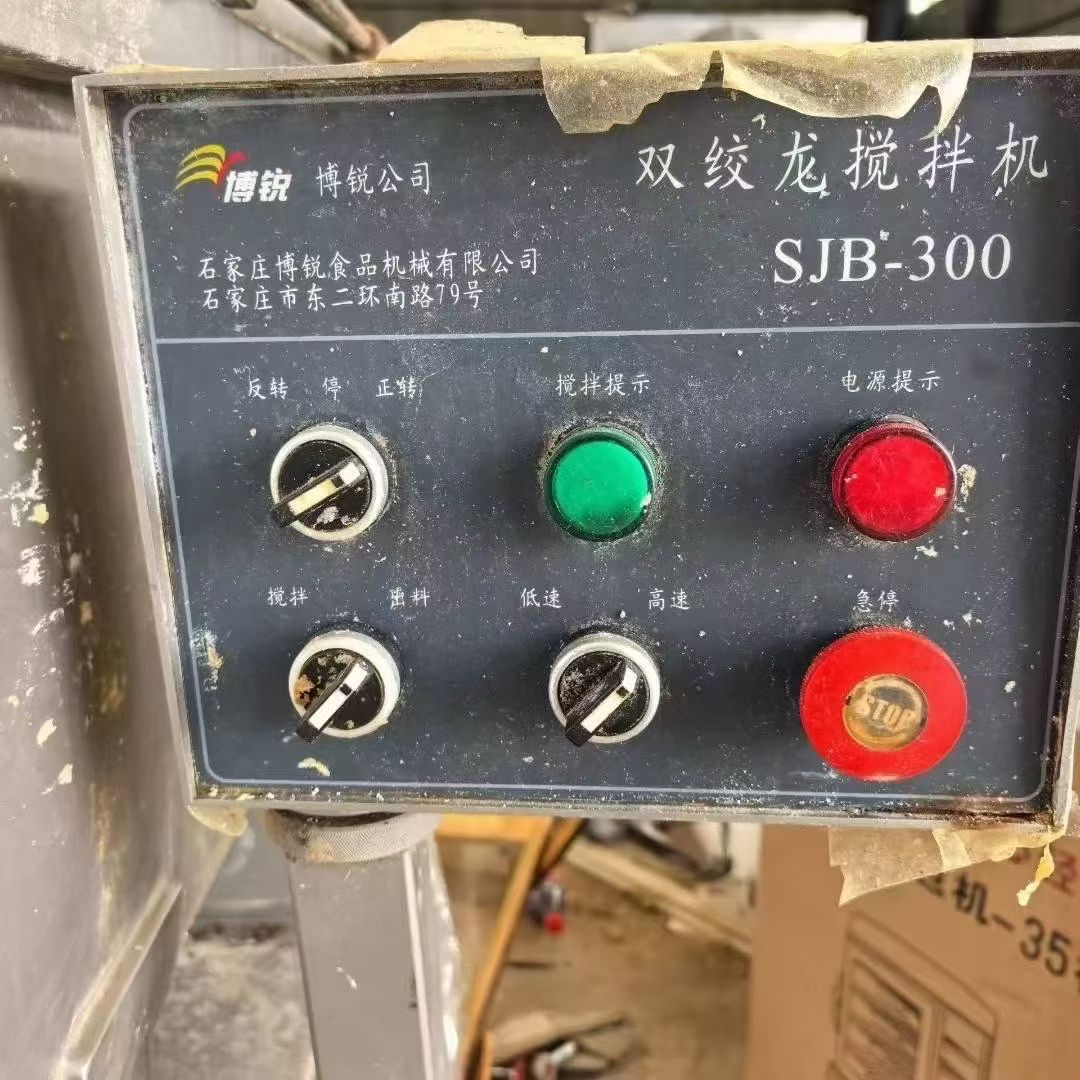 博锐 博锐公司
双绞龙搅拌机
SJB-300
石家庄博锐食品机械有限公司
石家庄市东二环南路79号
反转 停 正转
搅拌提示
电源提示
搅拌 出料
低速 高速
急停
STOP
机-35